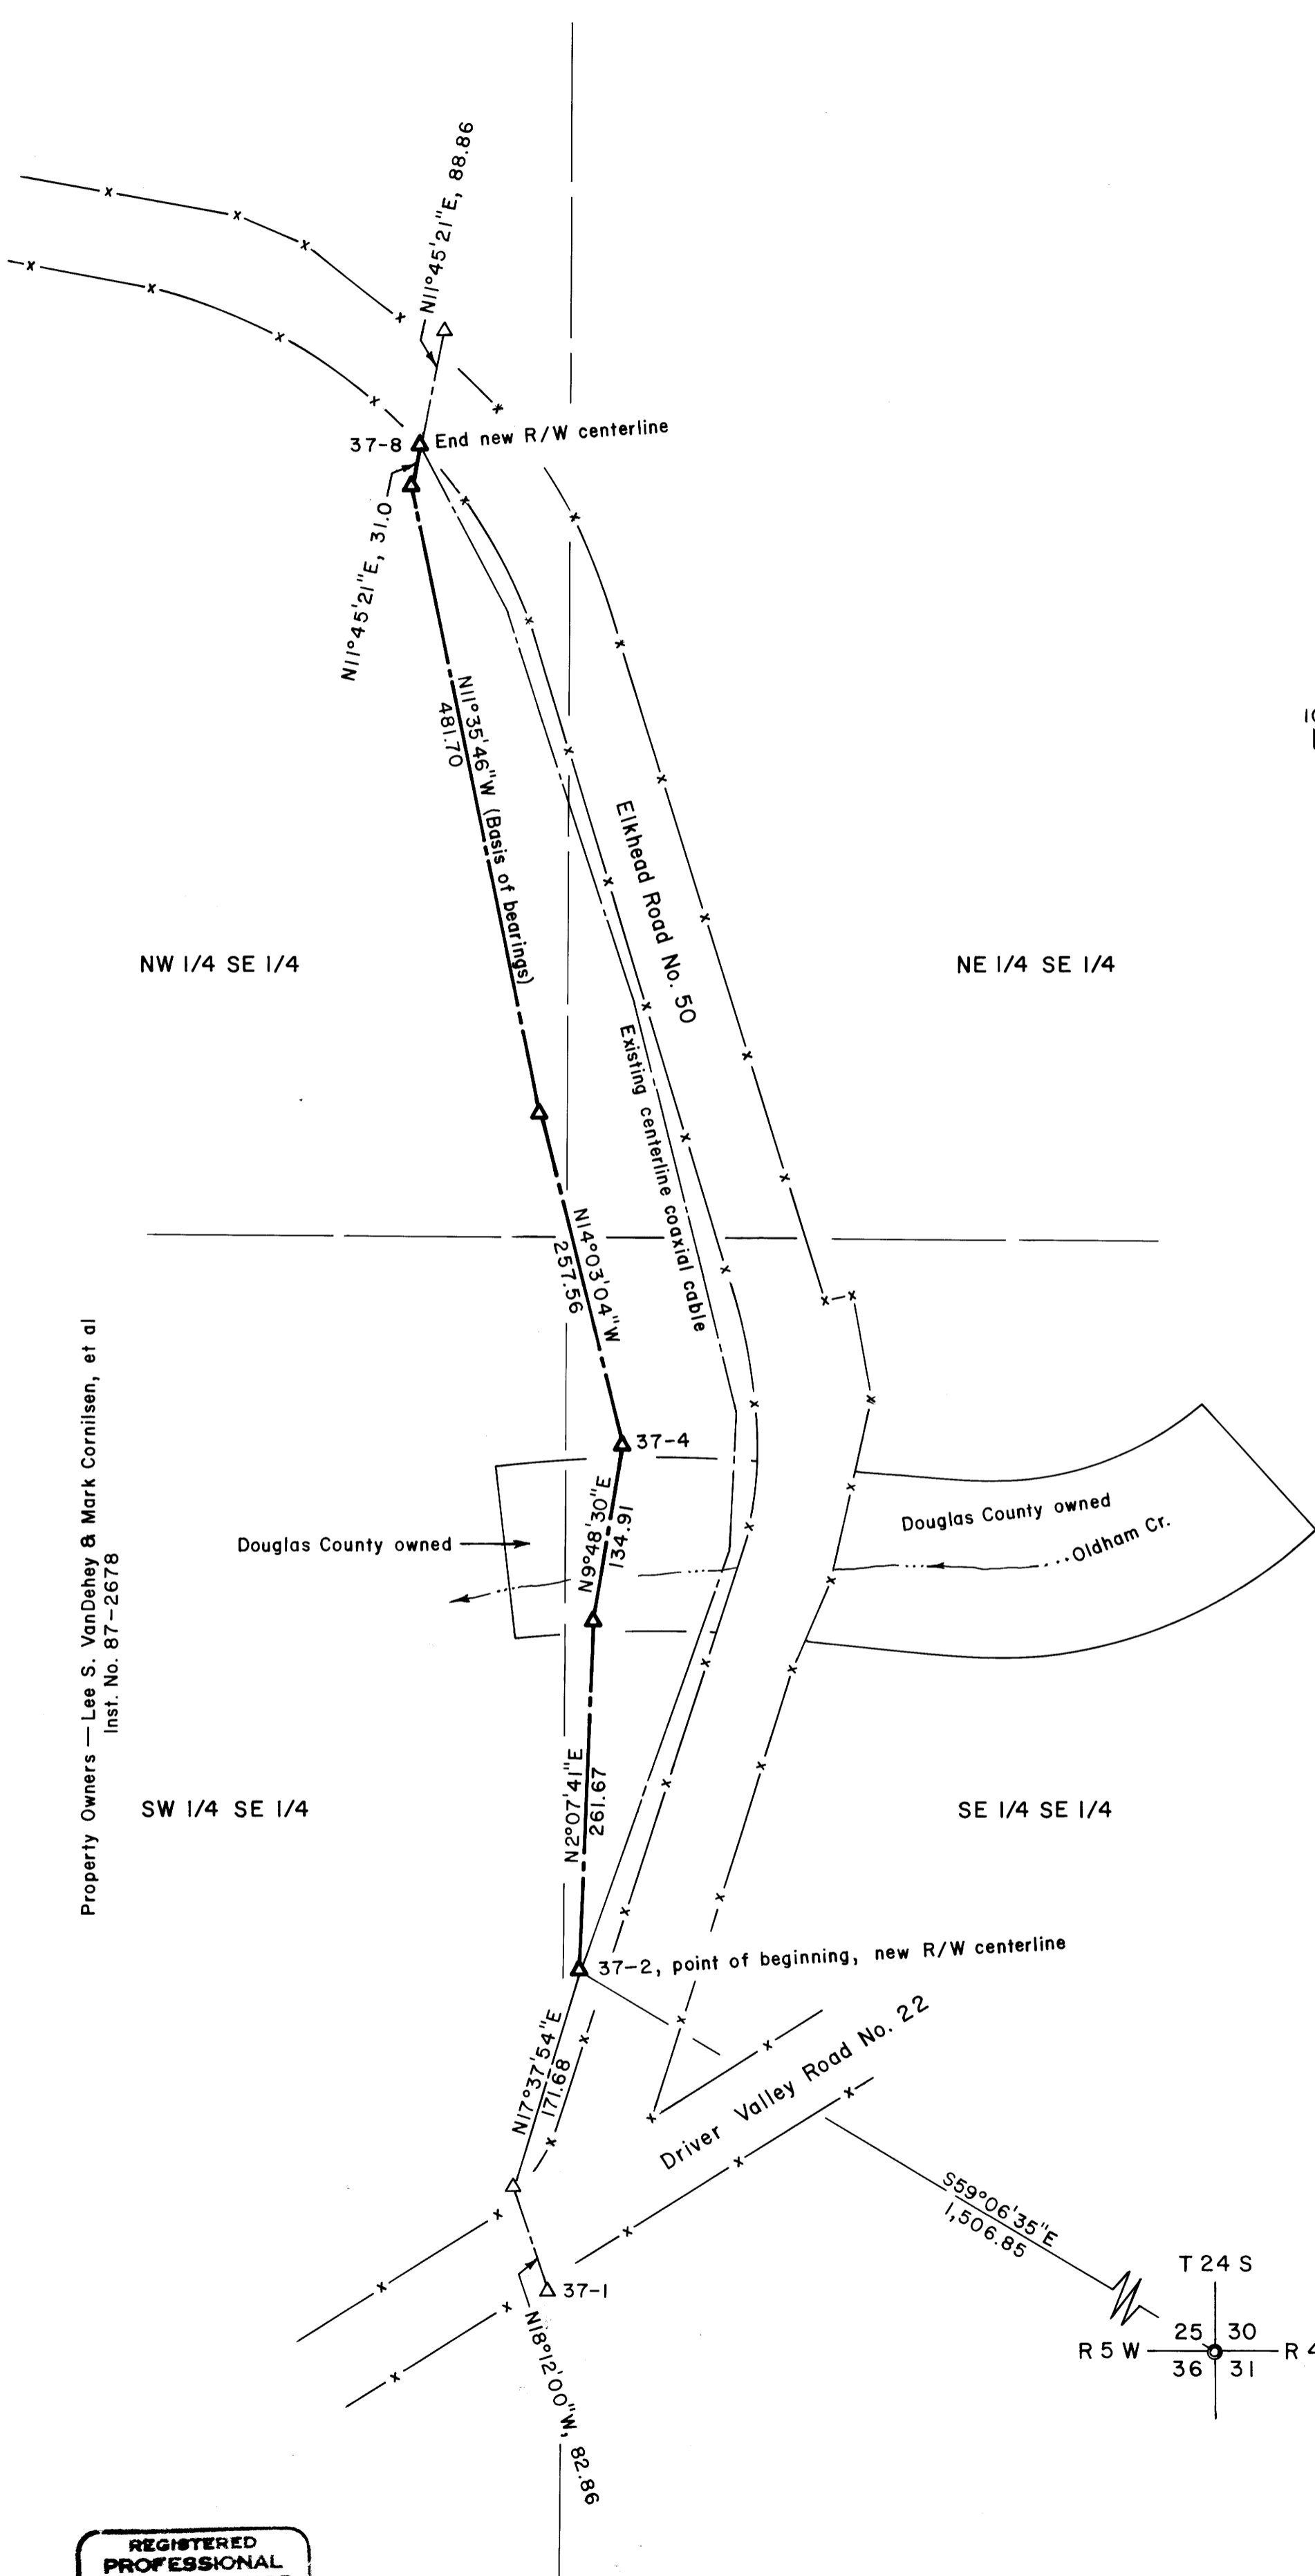 N11°45'21"E, 88.86
37-8
End new R/W centerline
N11°45'21"E, 31.0
N11°35'46"W (Basis of bearings)
481.70
Elkhead Road No. 50
NW 1/4 SE 1/4
NE 1/4 SE 1/4
Existing centerline coaxial cable
N14°03'04"W
257.56
37-4
Property Owners — Lee S. VanDehey & Mark Cornilsen, et al
Inst. No. 87-2678
Douglas County owned
N9°48'30"E
134.91
Douglas County owned
Oldham Cr.
N2°07'41"E
261.67
SW 1/4 SE 1/4
SE 1/4 SE 1/4
37-2, point of beginning, new R/W centerline
N17°37'54"E
171.68
Driver Valley Road No. 22
S59°06'35"E
1,506.85
37-1
N18°12'00"W, 82.86
T 24 S
25 30
R 5 W
R 4
36 31
REGISTERED
PROFESSIONAL